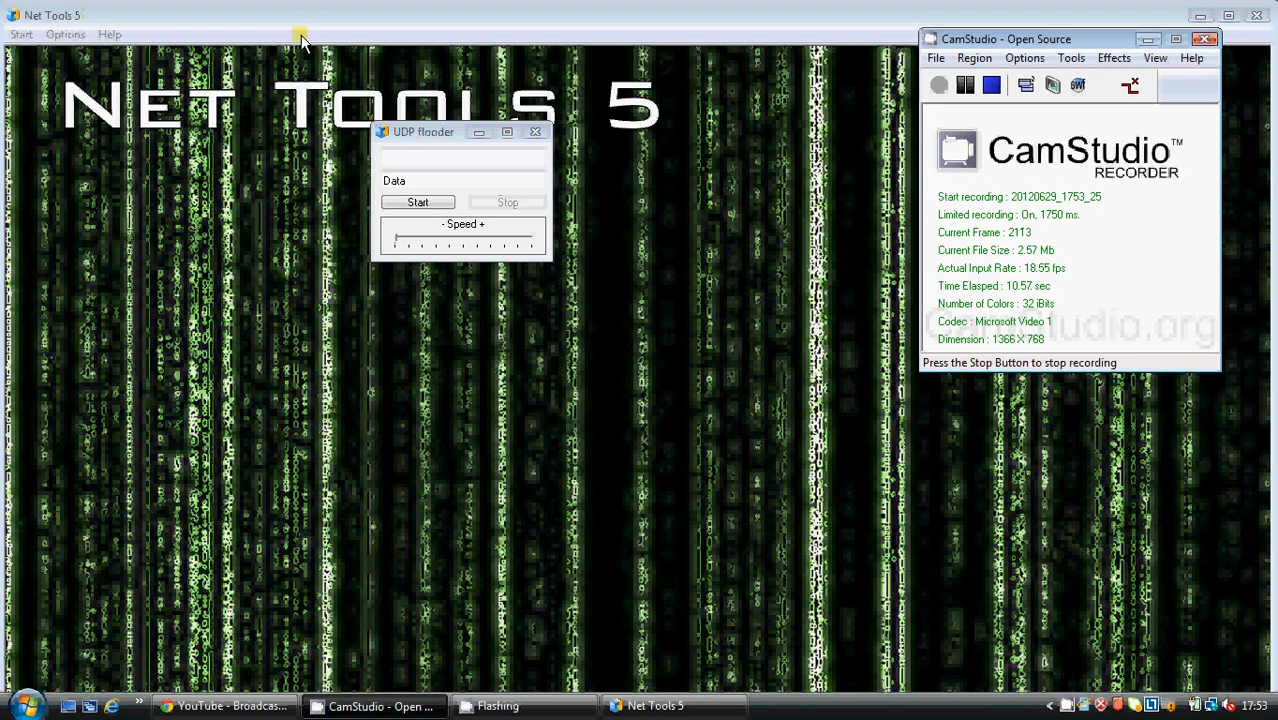 Net Tools 5
Start Options Help
NET TOOLS 5
UDP flooder
Data
Start Stop
- Speed +
CamStudio - Open Source
File Region Options Tools Effects View Help
CamStudio™
RECORDER
Start recording : 20120629_1753_25
Limited recording : On, 1750 ms.
Current Frame : 2113
Current File Size : 2.57 Mb
Actual Input Rate : 18.55 fps
Time Elasped : 10.57. sec
Number of Colors : 32 iBits
Codec : Microsoft Video 1
Dimension : 1366 X 768
CamStudio.org
Press the Stop Button to stop recording
YouTube - Broadcas...
CamStudio - Open ...
Flashing
Net Tools 5
17:53